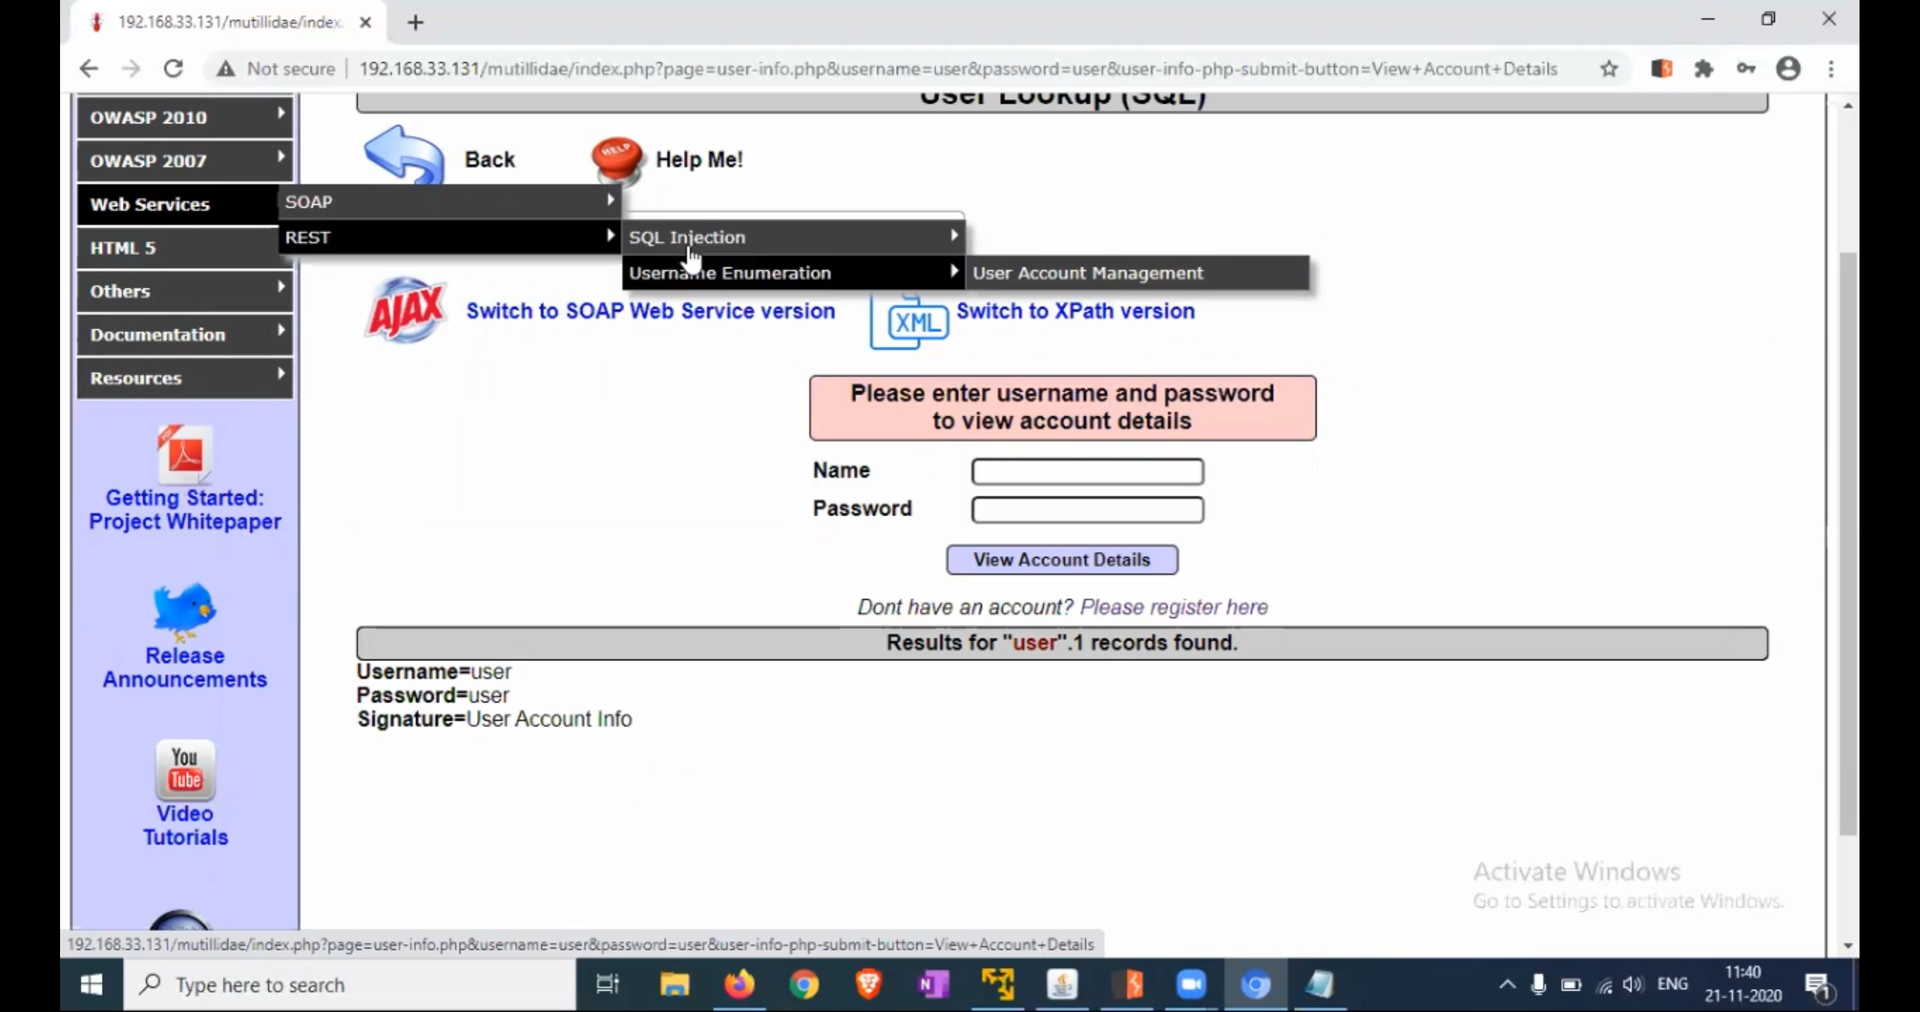 192.168.33.131/mutillidae/index.
Not secure
192.168.33.131/mutillidae/index.php?page=user-info.php&username=user&password=user&user-info-php-submit-button=View+Account+Details
User Lookup (SQL)
OWASP 2010
OWASP 2007
Web Services
HTML 5
Others
Documentation
Resources
Back
HELP
Help Me!
SOAP
REST
SQL Injection
Username Enumeration
User Account Management
AJAX
Switch to SOAP Web Service version
XML
Switch to XPath version
Please enter username and password
to view account details
Name
Password
View Account Details
Dont have an account? Please register here
Results for "user".1 records found.
Username=user
Password=user
Signature=User Account Info
PDF
Getting Started:
Project Whitepaper
Release
Announcements
You
Tube
Video
Tutorials
Activate Windows
Go to Settings to activate Windows.
192.168.33.131/mutillidae/index.php?page=user-info.php&username=user&password=user&user-info-php-submit-button=View+Account+Details
Type here to search
N
ENG
11:40
21-11-2020
1